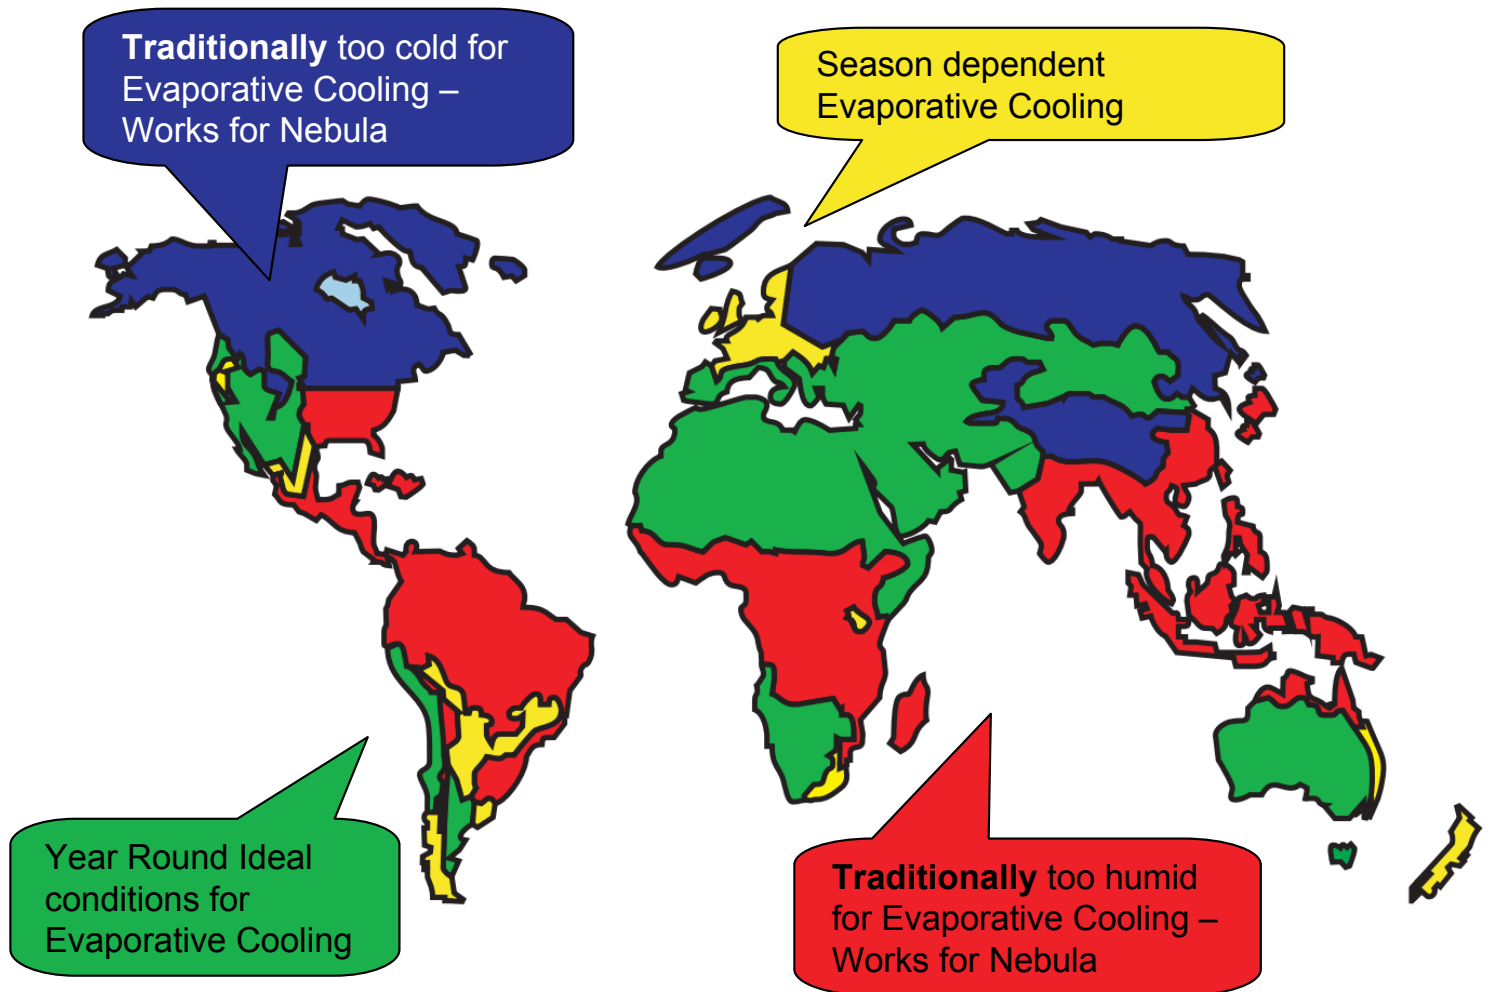 Traditionally too cold for
Evaporative Cooling –
Works for Nebula
Season dependent
Evaporative Cooling
Year Round Ideal
conditions for
Evaporative Cooling
Traditionally too humid
for Evaporative Cooling –
Works for Nebula